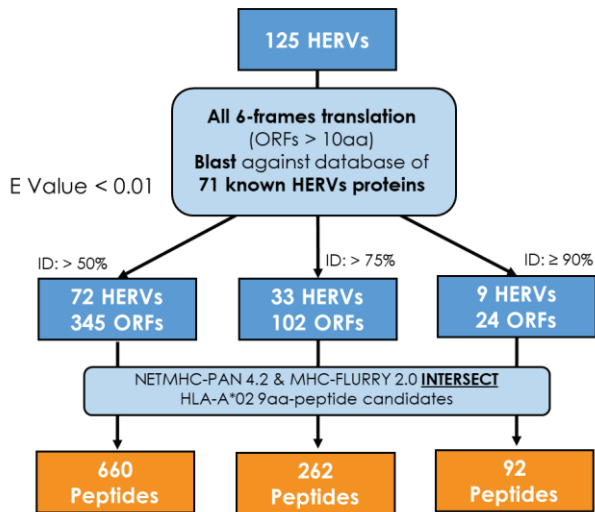 125 HERVs
All 6-frames translation
(ORFs > 10aa)
Blast against database of
71 known HERVs proteins
E Value < 0.01
ID: > 50%
ID: > 75%
ID: ≥ 90%
72 HERVs
345 ORFs
33 HERVs
102 ORFs
9 HERVs
24 ORFs
NETMHC-PAN 4.2 & MHC-FLURRY 2.0 INTERSECT
HLA-A*02 9aa-peptide candidates
660
Peptides
262
Peptides
92
Peptides